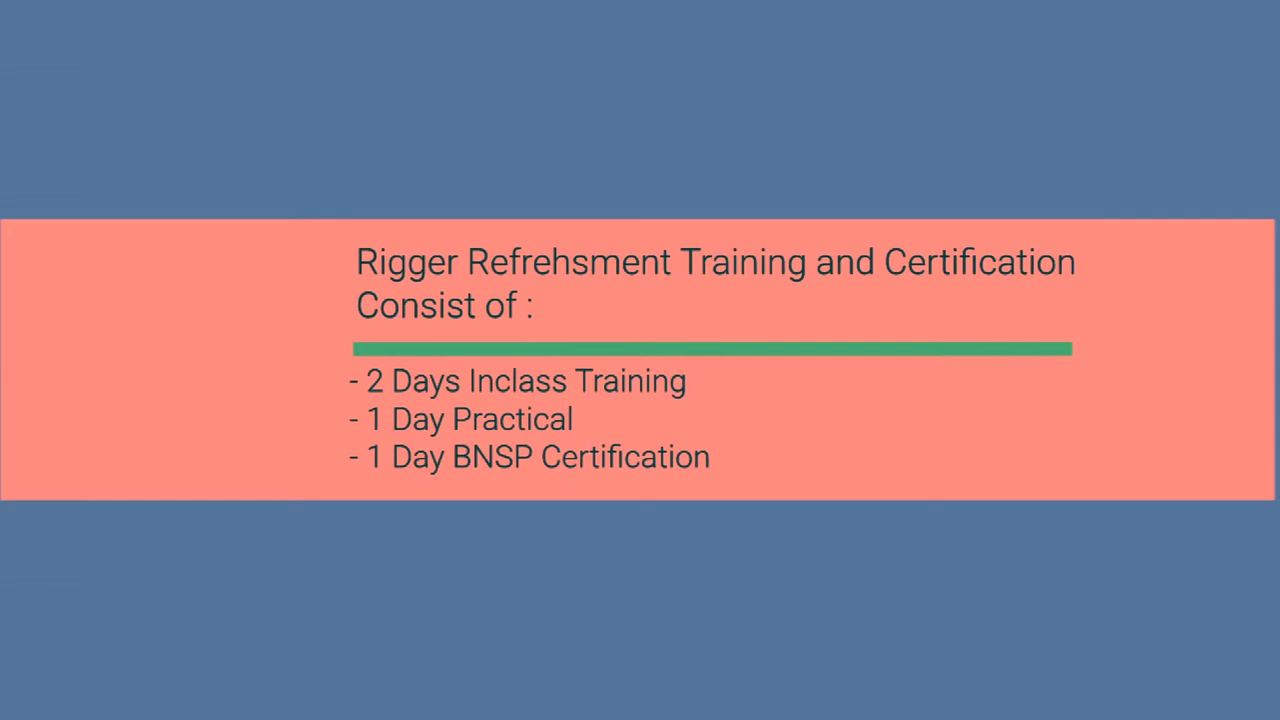 Rigger Refrehsment Training and Certification
Consist of :
- 2 Days Inclass Training
- 1 Day Practical
- 1 Day BNSP Certification